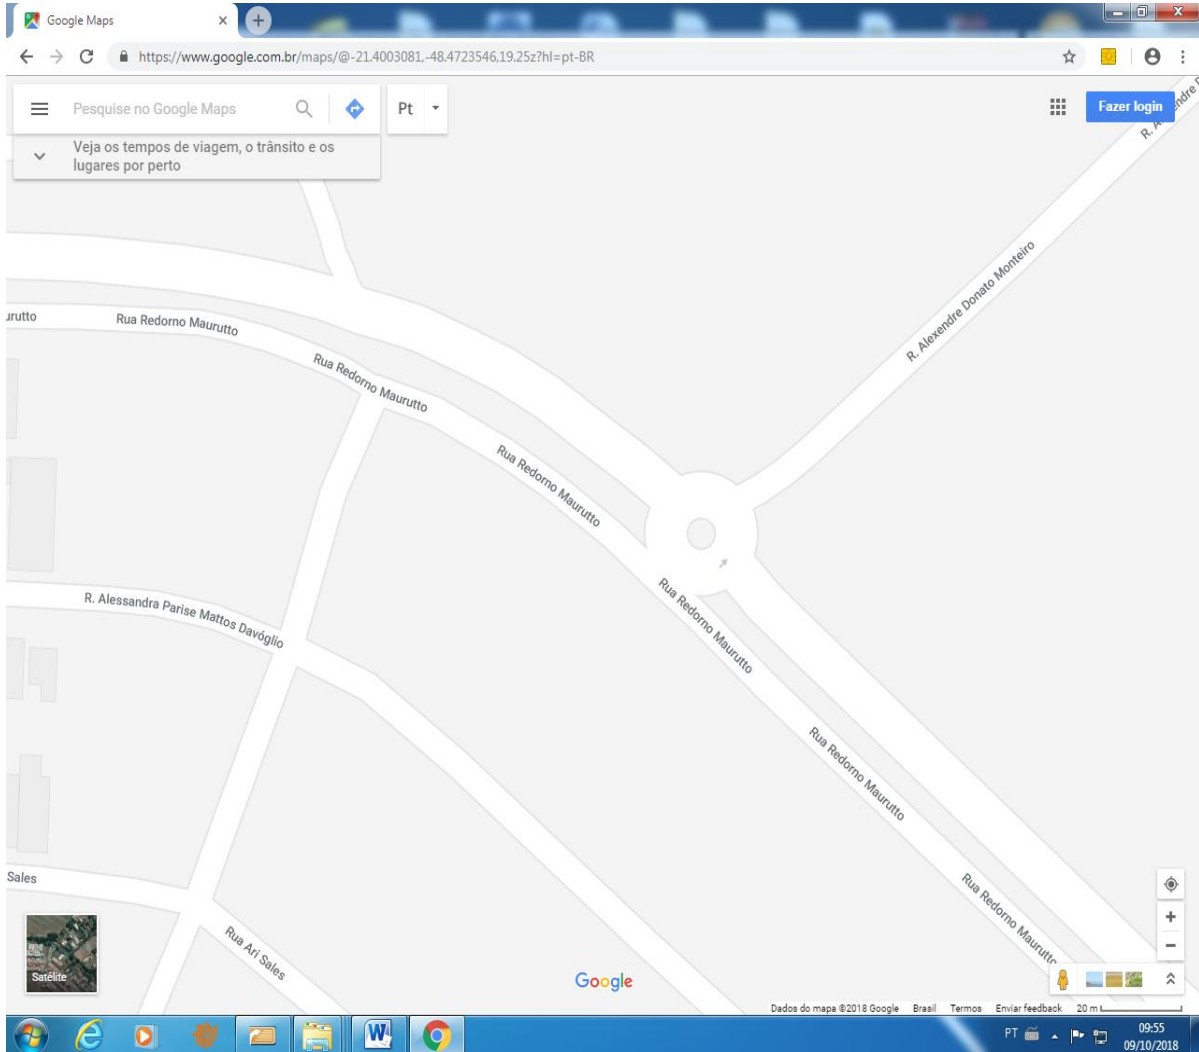 Google Maps
https://www.google.com.br/maps/@-21.4003081,-48.4723546,19.25z?hl=pt-BR
Pesquise no Google Maps
Pt
Fazer login
Veja os tempos de viagem, o trânsito e os
lugares por perto
R. Alexendre Donato Monteiro
urutto
Rua Redorno Maurutto
Rua Redorno Maurutto
Rua Redorno Maurutto
Rua Redorno Maurutto
R. Alessandra Parise Mattos Davóglio
Rua Redorno Maurutto
Sales
Rua Redorno Maurutto
Rua Ari Sales
Satélite
Google
Dados do mapa ©2018 Google Brasil Termos Enviar feedback 20 m
W
PT
09:55
09/10/2018